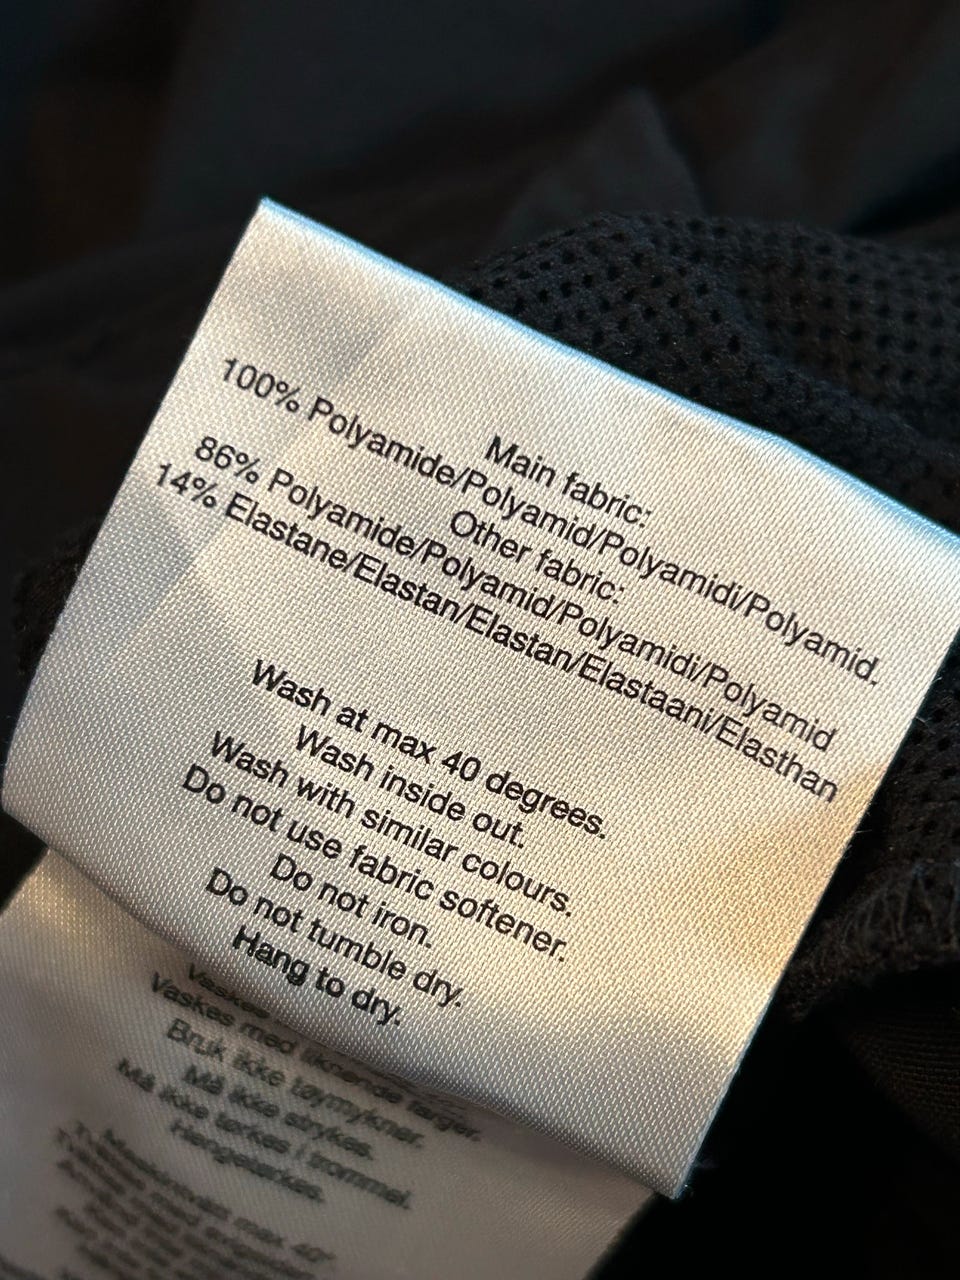 Main fabric:
100% Polyamide/Polyamid/Polyamidi/Polyamid.
Other fabric:
86% Polyamide/Polyamid/Polyamidi/Polyamid
14% Elastane/Elastan/Elastan/Elastaani/Elasthan
Wash at max 40 degrees.
Wash inside out.
Wash with similar colours.
Do not use fabric softener.
Do not iron.
Do not tumble dry.
Hang to dry.
Vaskes med liknende farger.
Bruk ikke tøymykner.
Må ikke strykes.
Må ikke tørkes i trommel.
Hengetørkes.
max 40°